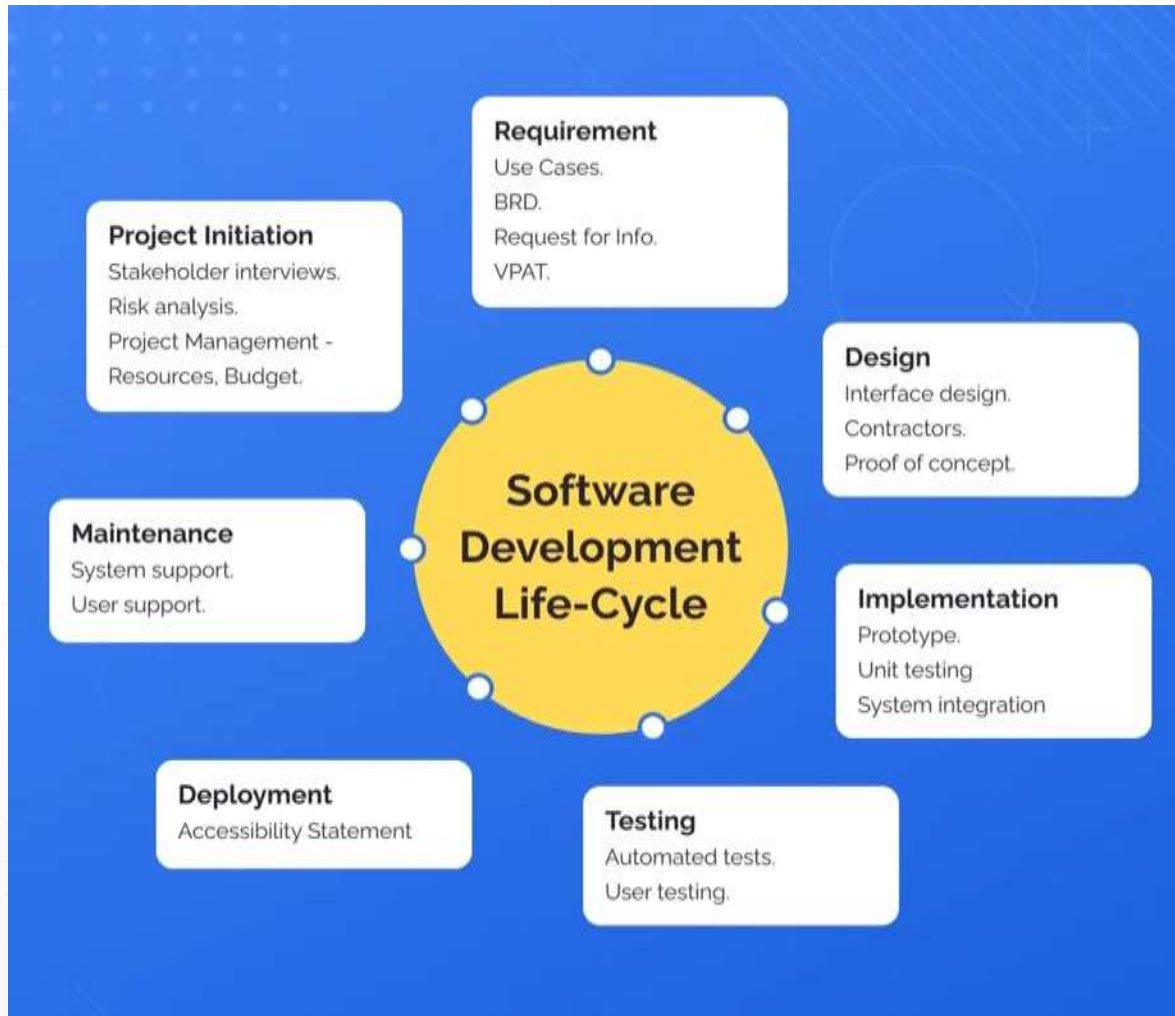 Requirement
Use Cases.
BRD.
Request for Info.
VPAT.
Project Initiation
Stakeholder interviews.
Risk analysis.
Project Management -
Resources, Budget.
Design
Interface design.
Contractors.
Proof of concept.
Software
Development
Life-Cycle
Maintenance
System support.
User support.
Implementation
Prototype.
Unit testing
System integration
Deployment
Accessibility Statement
Testing
Automated tests.
User testing.